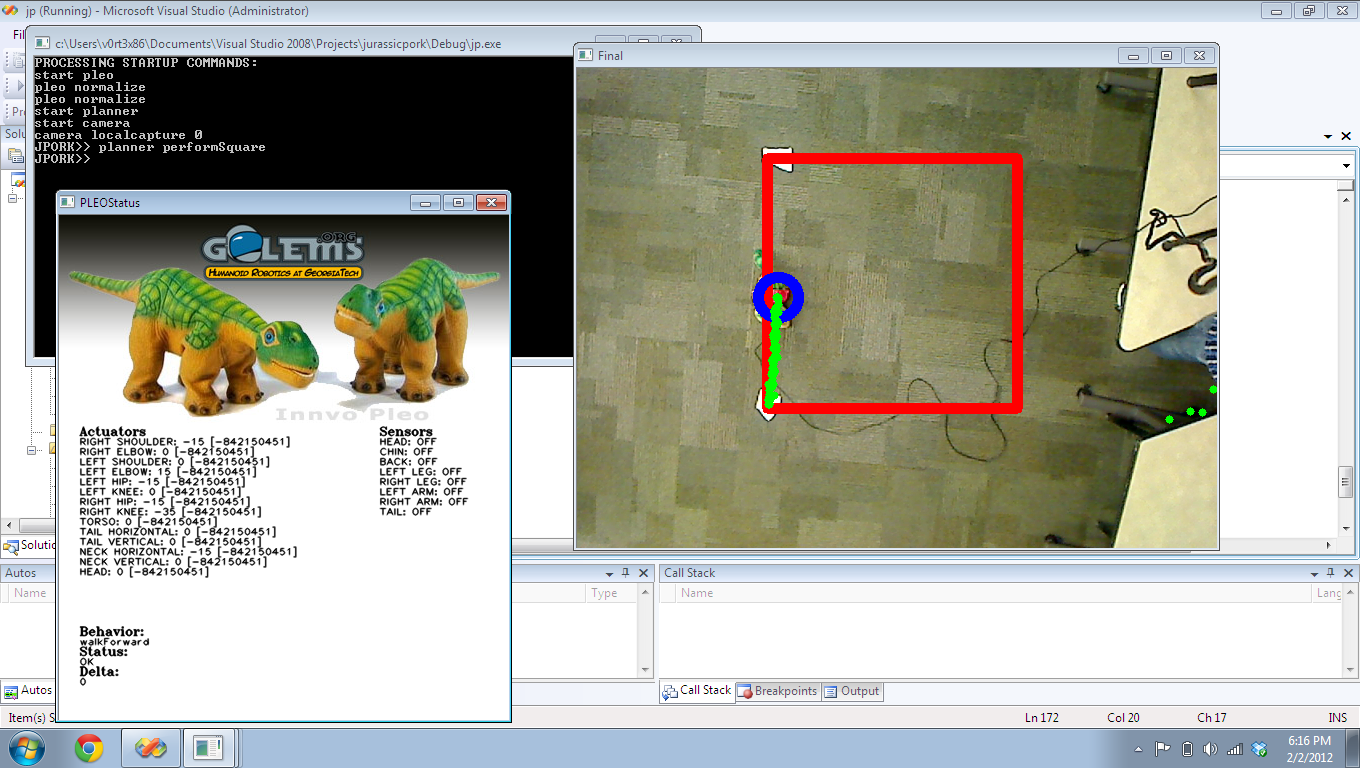 jp (Running) - Microsoft Visual Studio (Administrator)
c:\Users\v0rt3x86\Documents\Visual Studio 2008\Projects\jurassicpork\Debug\jp.exe
PROCESSING STARTUP COMMANDS:
start pleo
pleo normalize
pleo normalize
start planner
start camera
camera localcapture 0
JPORK>> planner performSquare
JPORK>>
Final
PLEOStatus
GOLEMS.ORG
HUMANOID ROBOTICS AT GEORGIATECH
Innvo Pleo
Actuators
RIGHT SHOULDER: -15 [-842150451]
RIGHT ELBOW: 0 [-842150451]
LEFT SHOULDER: 0 [-842150451]
LEFT ELBOW: 15 [-842150451]
LEFT HIP: -15 [-842150451]
LEFT KNEE: 0 [-842150451]
RIGHT HIP: -15 [-842150451]
RIGHT KNEE: -35 [-842150451]
TORSO: 0 [-842150451]
TAIL HORIZONTAL: 0 [-842150451]
TAIL VERTICAL: 0 [-842150451]
NECK HORIZONTAL: -15 [-842150451]
NECK VERTICAL: 0 [-842150451]
HEAD: 0 [-842150451]
Sensors
HEAD: OFF
CHIN: OFF
BACK: OFF
LEFT LEG: OFF
RIGHT LEG: OFF
LEFT ARM: OFF
RIGHT ARM: OFF
TAIL: OFF
Behavior:
walkForward
Status:
OK
Delta:
0
Autos
Name
Type
Call Stack
Name
Lang
Autos
Call Stack
Breakpoints
Output
Item(s) S
Ln 172
Col 20
Ch 17
INS
6:16 PM
2/2/2012